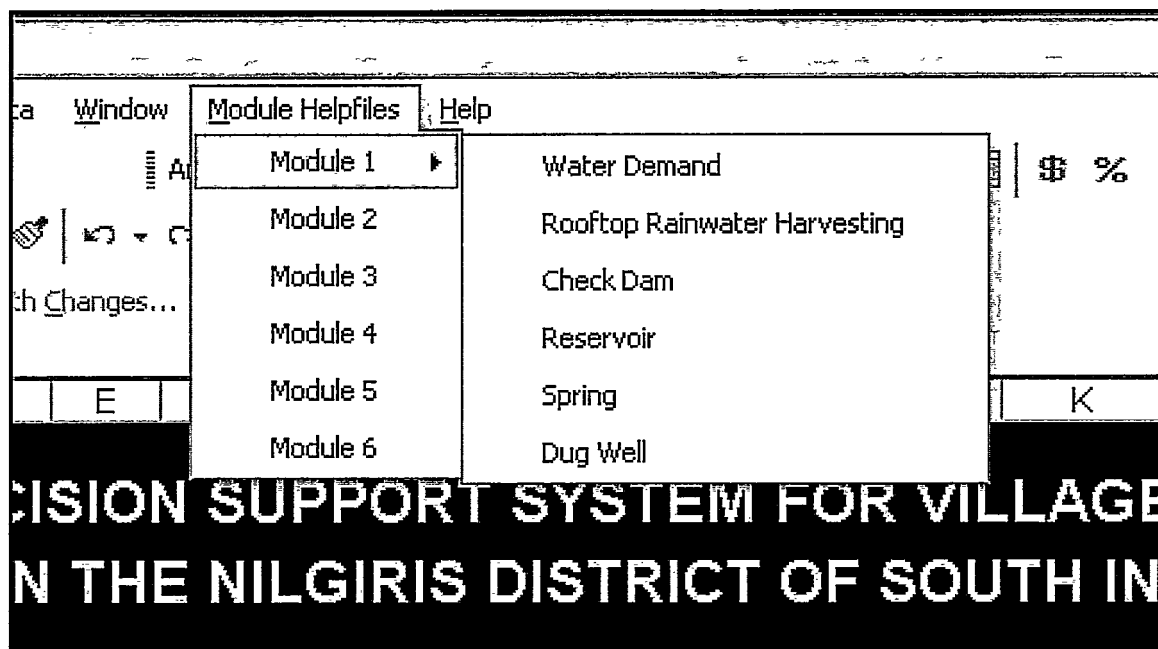 ta Window Module Helpfiles Help
Module 1 Water Demand
A $ %
Module 2 Rooftop Rainwater Harvesting
Module 3 Check Dam
th Changes...
Module 4 Reservoir
Module 5 Spring
E K
Module 6 Dug Well
CISION SUPPORT SYSTEM FOR VILLAGE
N THE NILGIRIS DISTRICT OF SOUTH IN